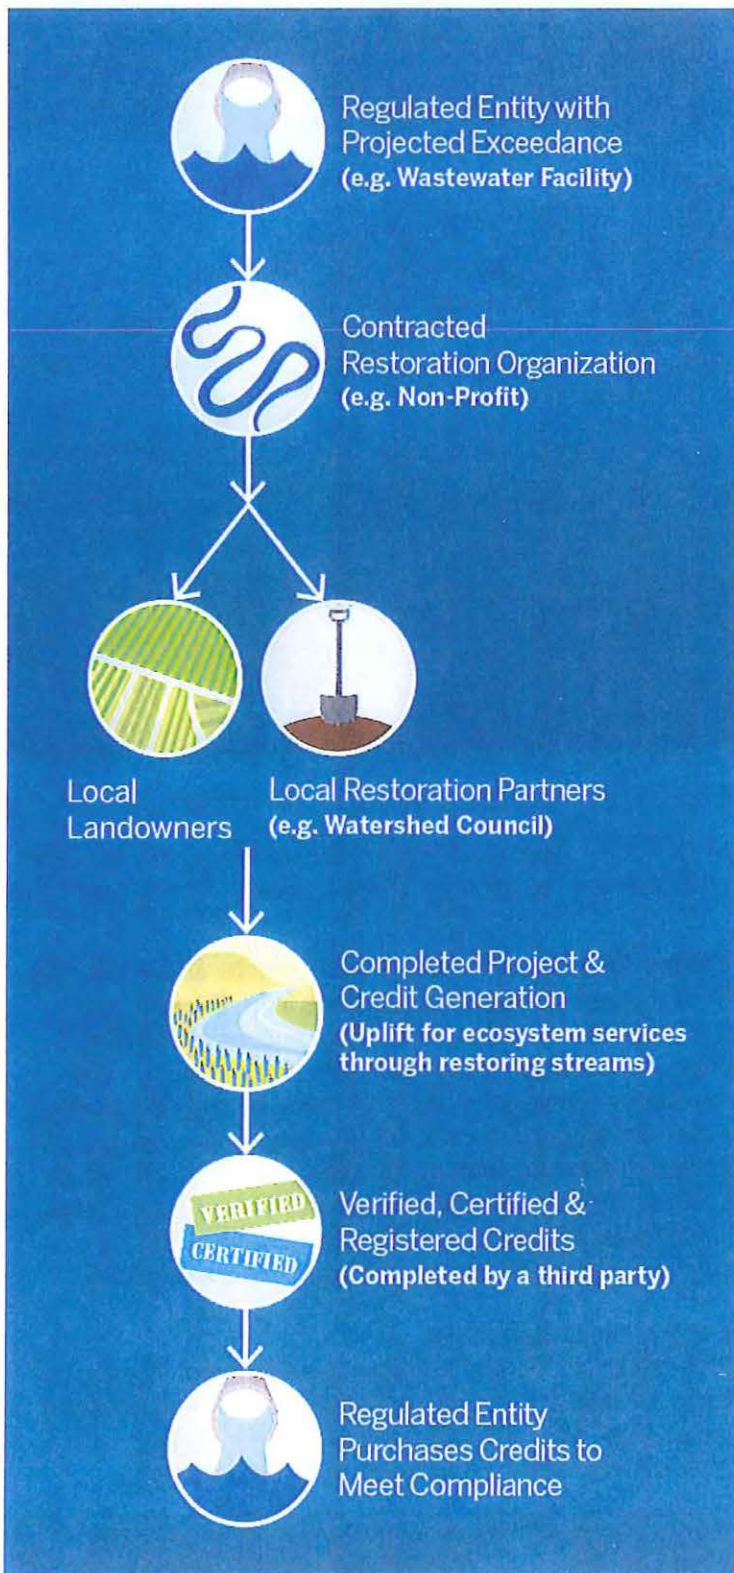 Regulated Entity with
Projected Exceedance
(e.g. Wastewater Facility)
Contracted
Restoration Organization
(e.g. Non-Profit)
Local
Landowners
Local Restoration Partners
(e.g. Watershed Council)
Completed Project &
Credit Generation
(Uplift for ecosystem services
through restoring streams)
VERIFIED
CERTIFIED
Verified, Certified &
Registered Credits
(Completed by a third party)
Regulated Entity
Purchases Credits to
Meet Compliance